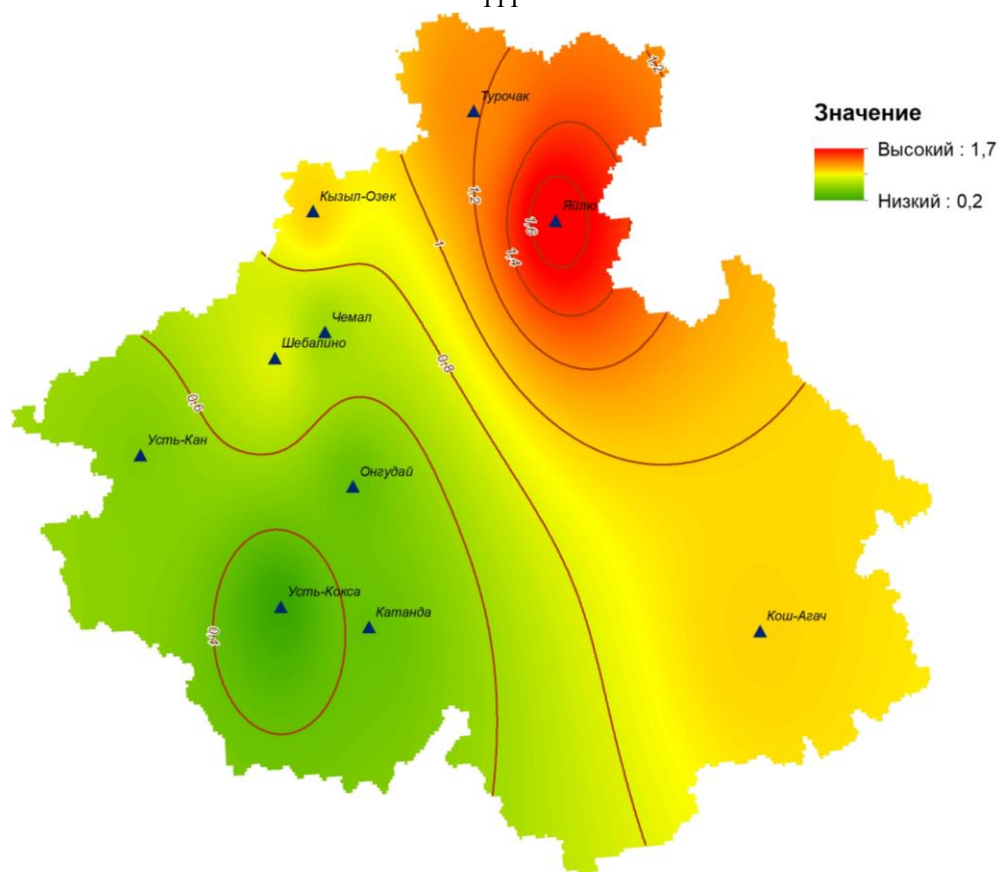 1,2
Турочак
Значение
Высокий : 1,7
Низкий : 0,2
Кызыл-Озек
1,2
Яйлю
1,6
1
1,4
Чемал
Шебалино
0,8
0,6
Усть-Кан
Онгудай
Усть-Кокса
Катанда
0,4
Кош-Агач